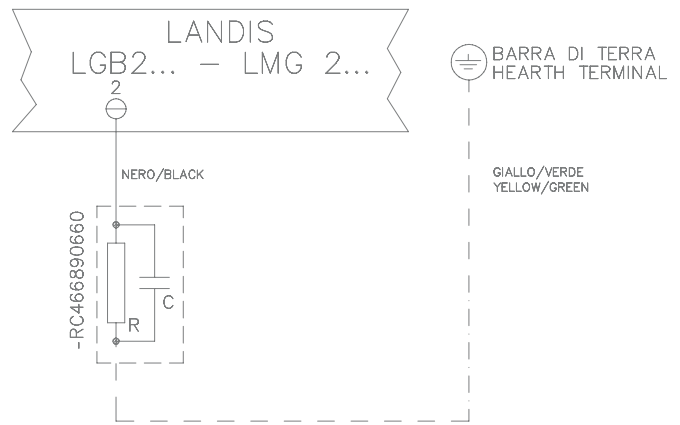 LANDIS
LGB2... - LMG 2...
2
BARRA DI TERRA
HEARTH TERMINAL
NERO/BLACK
GIALLO/VERDE
YELLOW/GREEN
-RC466890660
C
R